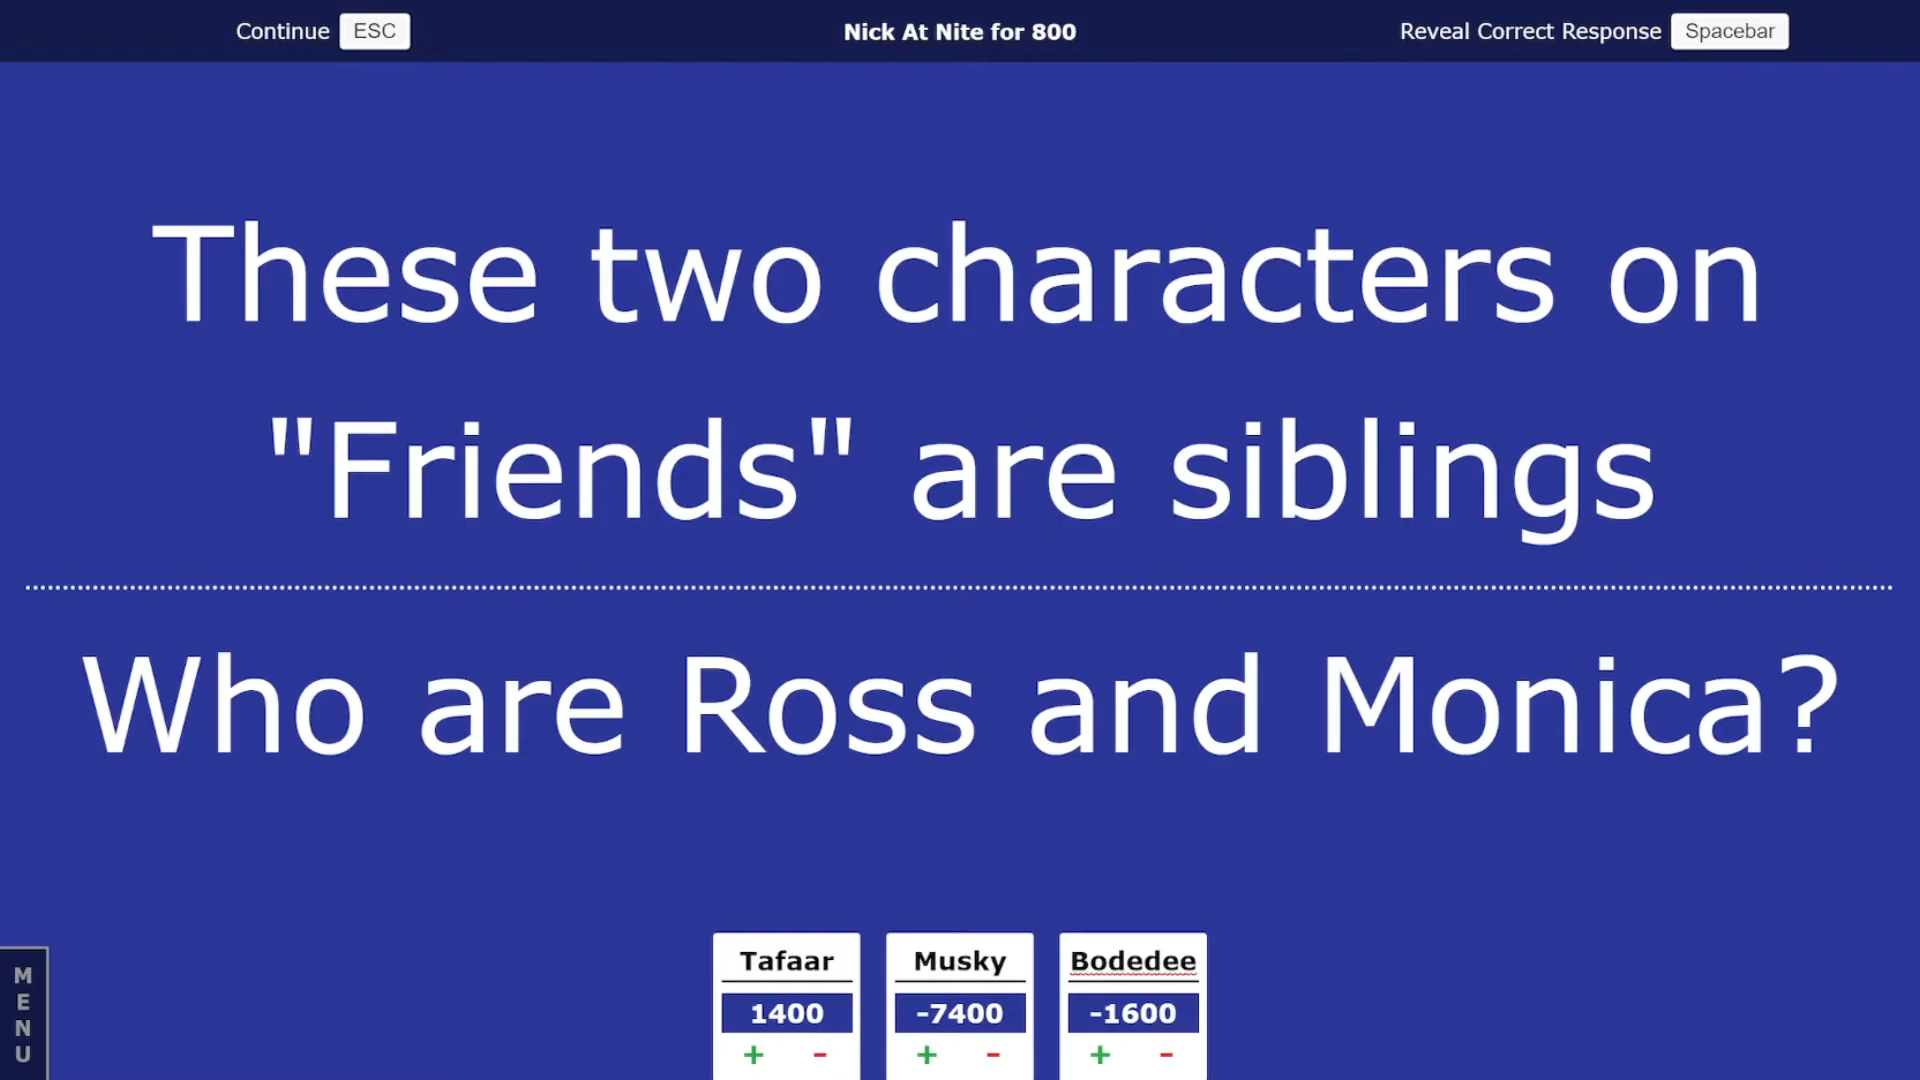 Continue ESC Nick At Nite for 800 Reveal Correct Response Spacebar
These two characters on
"Friends" are siblings
Who are Ross and Monica?
MENU
Tafaar Musky Bodedee
1400 -7400 -1600
+ - + - + -